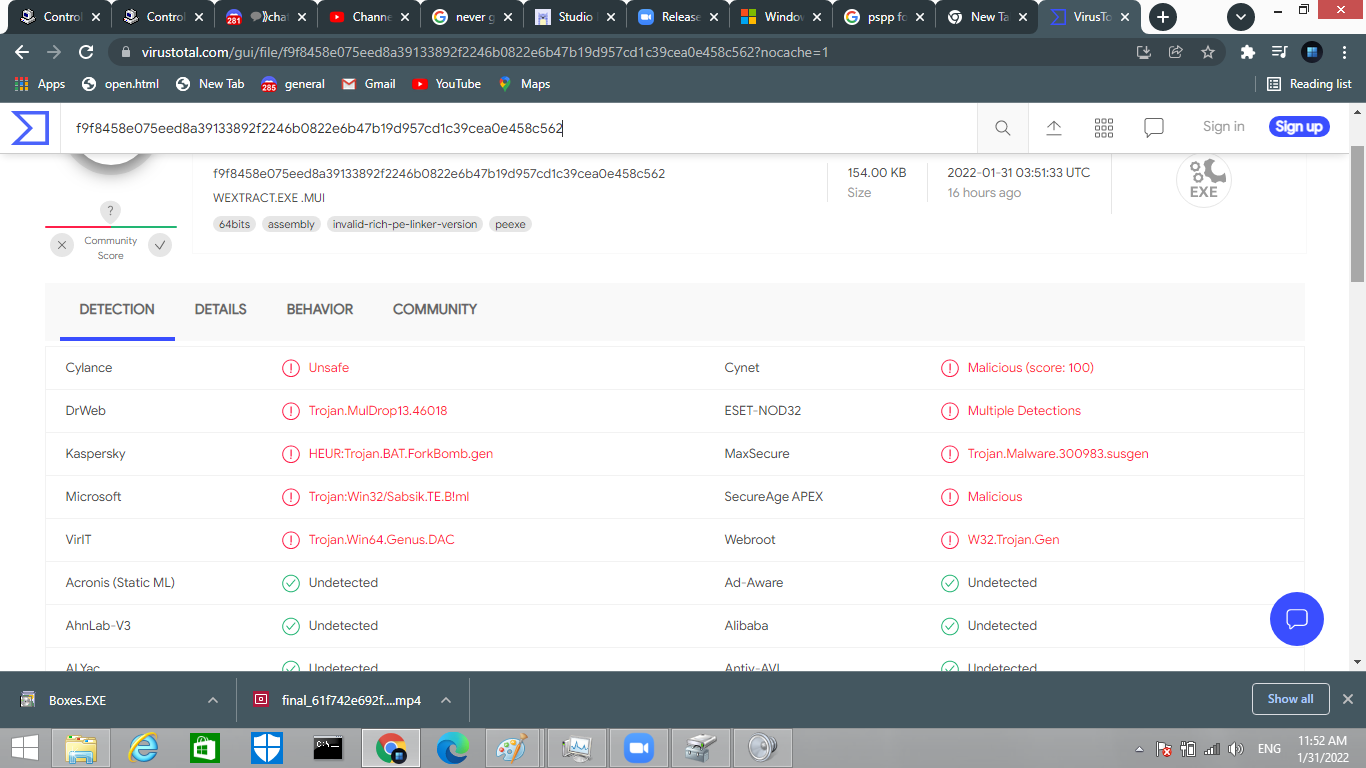 Control
Control
281
chat
Channe
never g
Studio
Release
Window
pspp fo
New Ta
VirusTo
virustotal.com/gui/file/f9f8458e075eed8a39133892f2246b0822e6b47b19d957cd1c39cea0e458c562?nocache=1
Apps
open.html
New Tab
285
general
Gmail
YouTube
Maps
Reading list
f9f8458e075eed8a39133892f2246b0822e6b47b19d957cd1c39cea0e458c562
Sign in
Sign up
?
Community
Score
f9f8458e075eed8a39133892f2246b0822e6b47b19d957cd1c39cea0e458c562
WEXTRACT.EXE .MUI
64bits assembly invalid-rich-pe-linker-version peexe
154.00 KB
Size
2022-01-31 03:51:33 UTC
16 hours ago
EXE
DETECTION DETAILS BEHAVIOR COMMUNITY
Cylance Unsafe Cynet Malicious (score: 100)
DrWeb Trojan.MulDrop13.46018 ESET-NOD32 Multiple Detections
Kaspersky HEUR:Trojan.BAT.ForkBomb.gen MaxSecure Trojan.Malware.300983.susgen
Microsoft Trojan:Win32/Sabsik.TE.B!ml SecureAge APEX Malicious
VirIT Trojan.Win64.Genus.DAC Webroot W32.Trojan.Gen
Acronis (Static ML) Undetected Ad-Aware Undetected
AhnLab-V3 Undetected Alibaba Undetected
ALYac Undetected Antiy-AVL Undetected
Boxes.EXE
final_61f742e692f....mp4
Show all
C:\
ENG
11:52 AM
1/31/2022